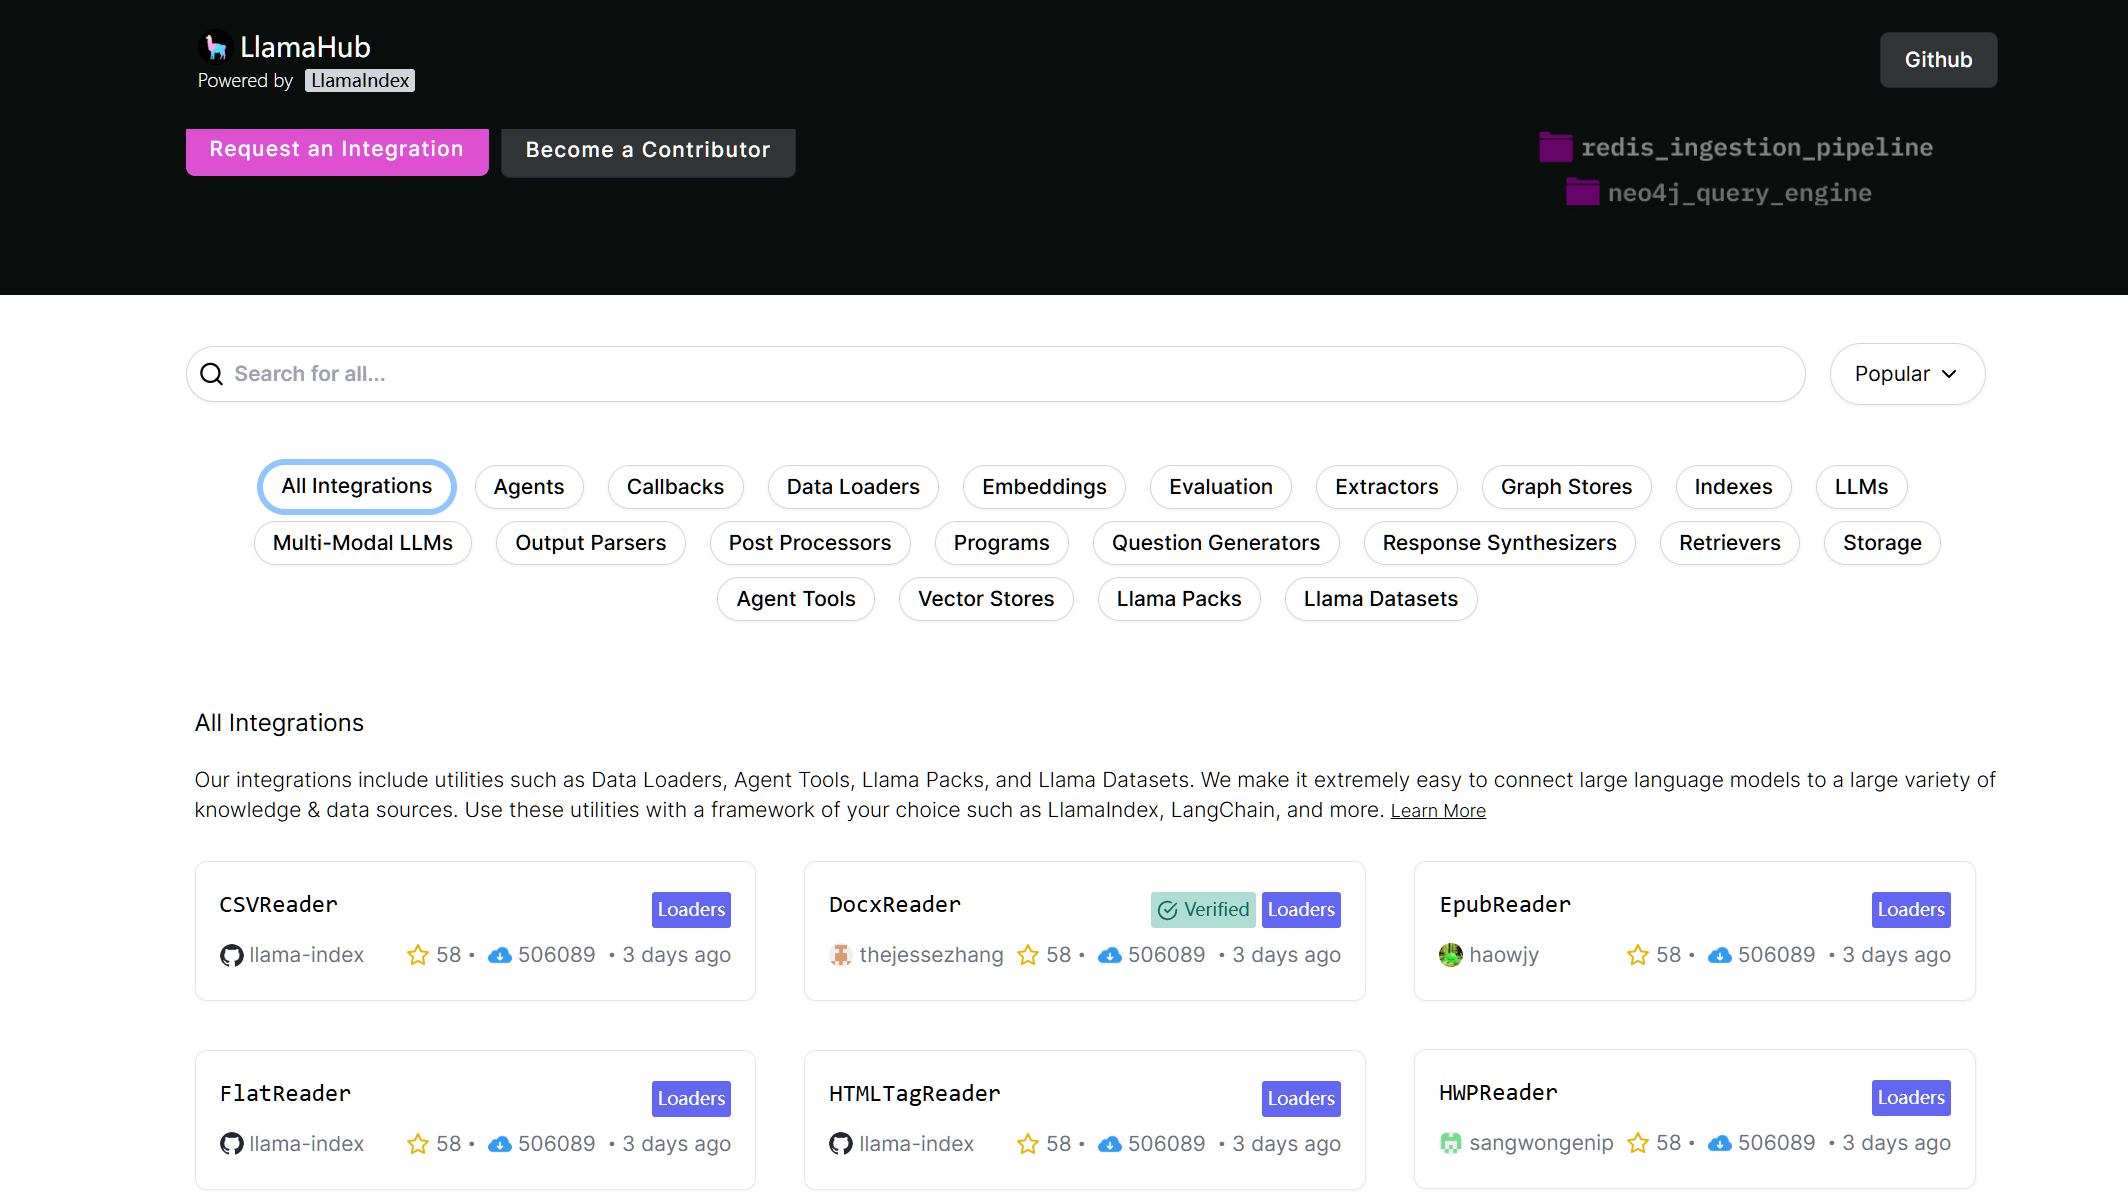 LlamaHub
Powered by LlamaIndex
Github
Request an Integration
Become a Contributor
redis_ingestion_pipeline
neo4j_query_engine
Search for all...
Popular
All Integrations Agents Callbacks Data Loaders Embeddings Evaluation Extractors Graph Stores Indexes LLMs
Multi-Modal LLMs Output Parsers Post Processors Programs Question Generators Response Synthesizers Retrievers Storage
Agent Tools Vector Stores Llama Packs Llama Datasets
All Integrations
Our integrations include utilities such as Data Loaders, Agent Tools, Llama Packs, and Llama Datasets. We make it extremely easy to connect large language models to a large variety of
knowledge & data sources. Use these utilities with a framework of your choice such as LlamaIndex, LangChain, and more. Learn More
CSVReader Loaders
llama-index 58 • 506089 • 3 days ago
DocxReader Verified Loaders
thejessezhang 58 • 506089 • 3 days ago
EpubReader Loaders
haowjy 58 • 506089 • 3 days ago
FlatReader Loaders
llama-index 58 • 506089 • 3 days ago
HTMLTagReader Loaders
llama-index 58 • 506089 • 3 days ago
HWPReader Loaders
sangwongenip 58 • 506089 • 3 days ago